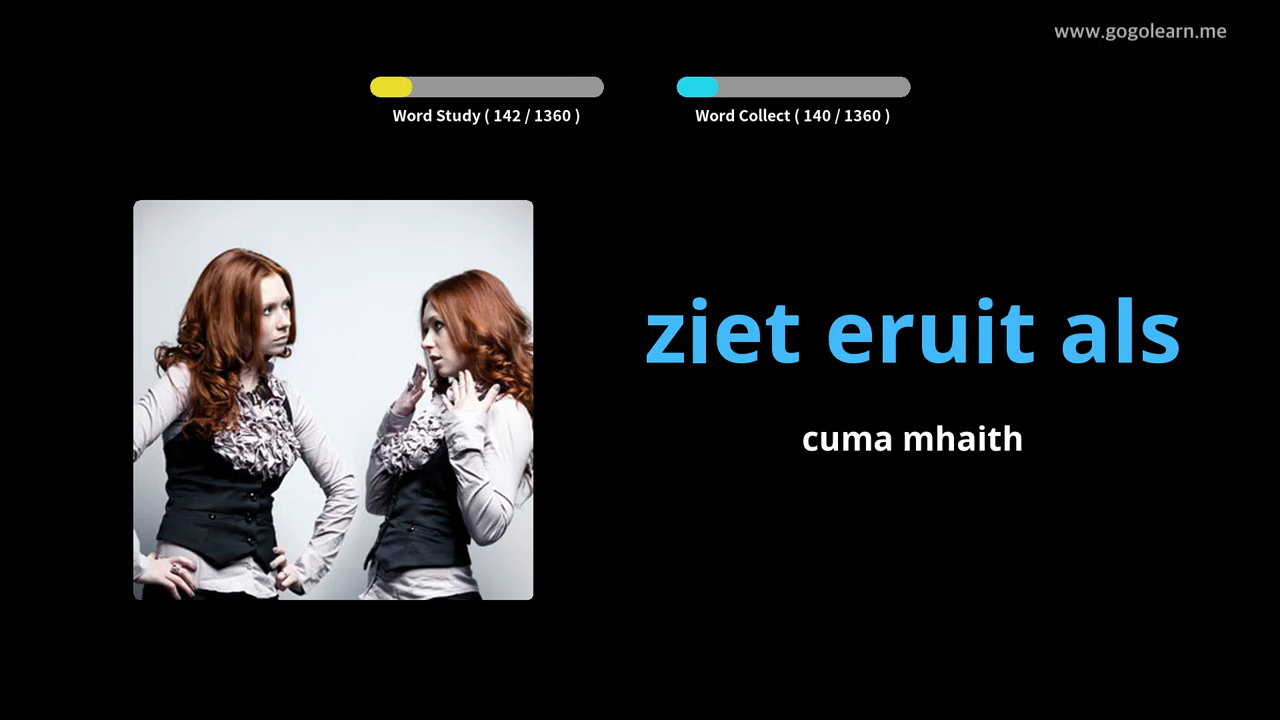 www.gogolearn.me
Word Study ( 142 / 1360 )
Word Collect ( 140 / 1360 )
ziet eruit als
cuma mhaith